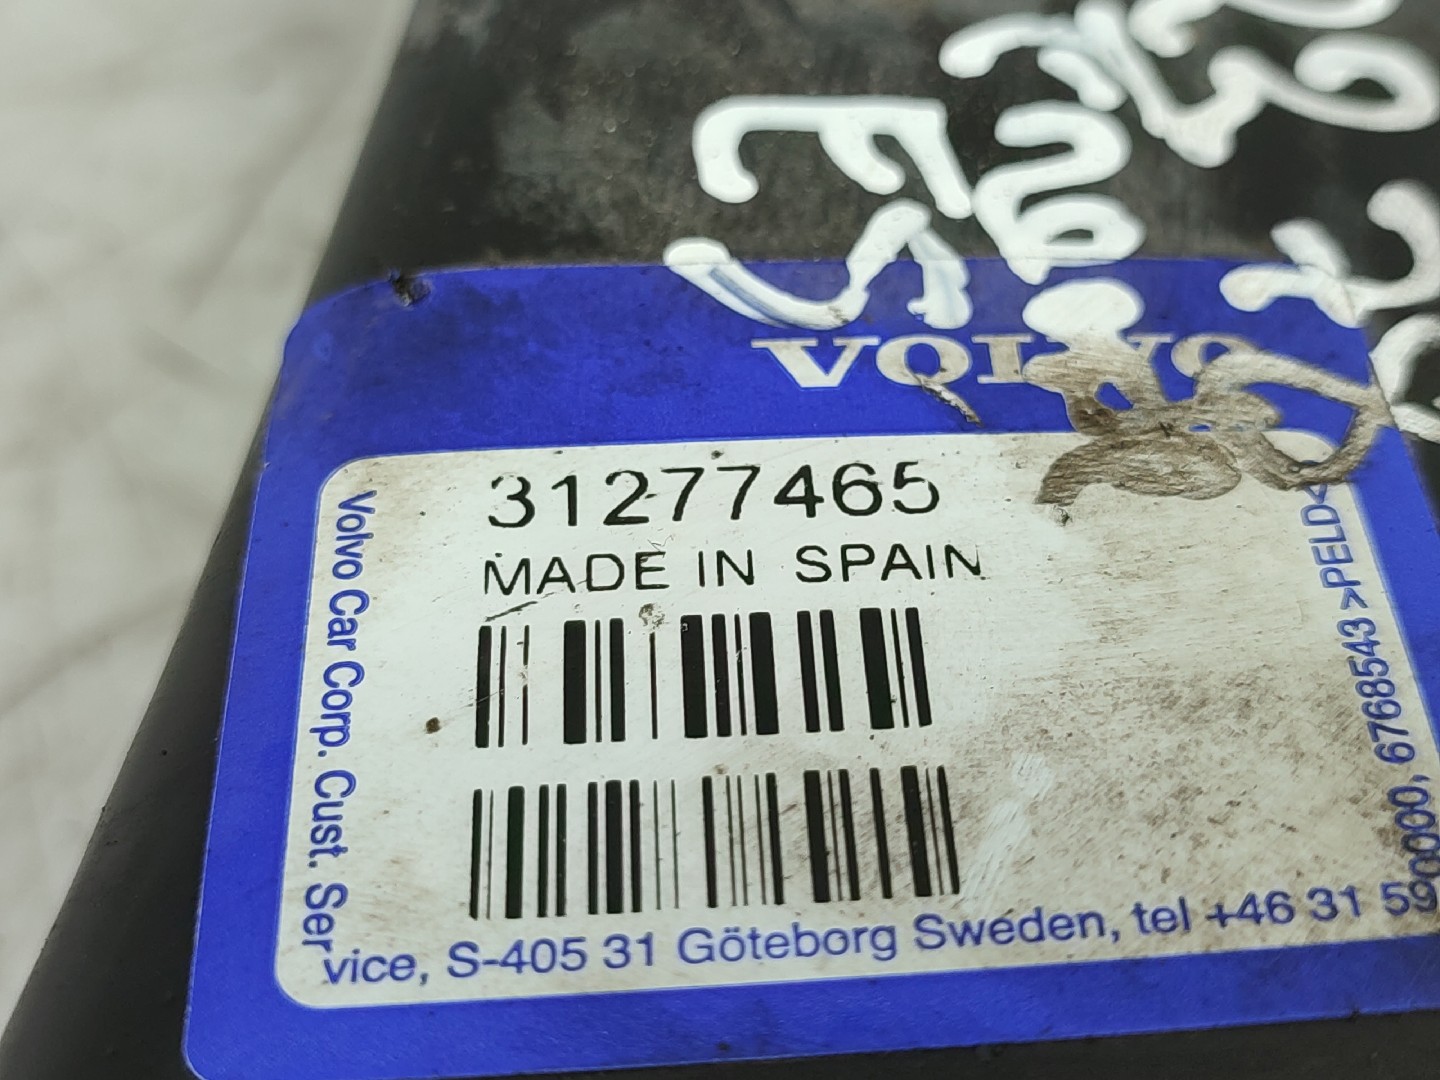 VOLVO
31277465
MADE IN SPAIN
Volvo Car Corp. Cust. Service, S-405 31 Göteborg Sweden, tel +46 31 590000, 6768543 >PELD<